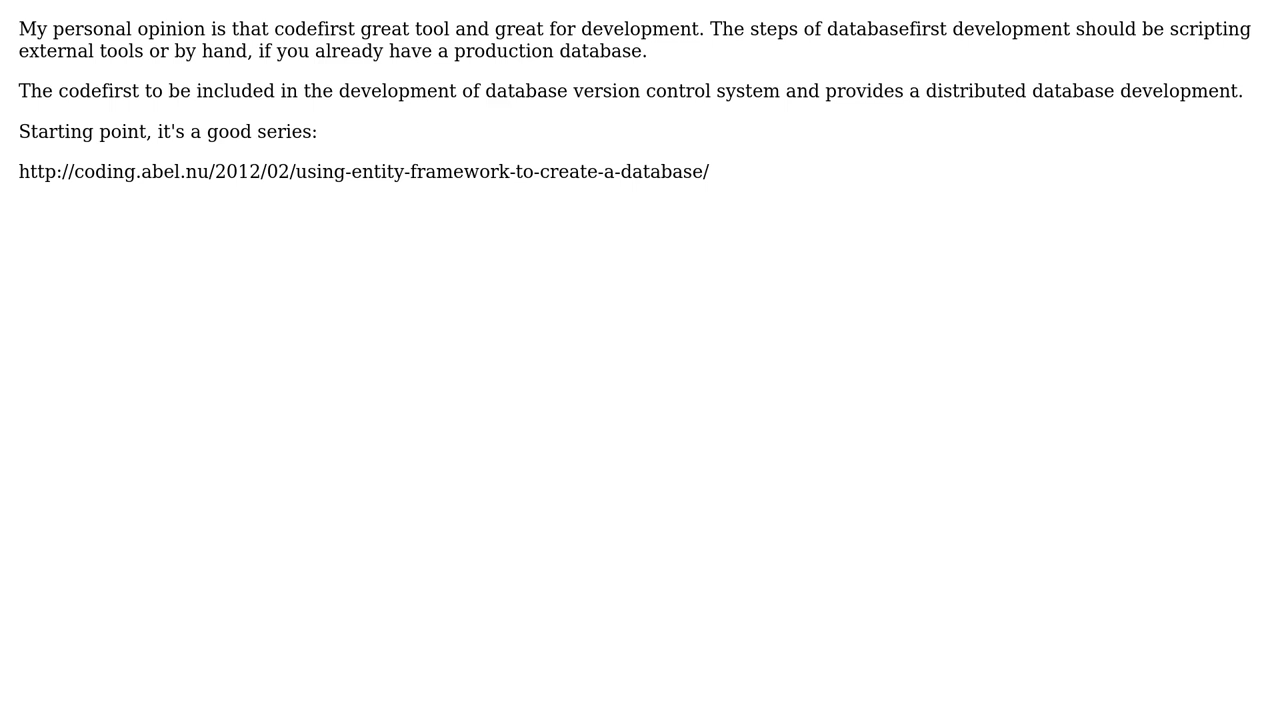 My personal opinion is that codefirst great tool and great for development. The steps of databasefirst development should be scripting
external tools or by hand, if you already have a production database.
The codefirst to be included in the development of database version control system and provides a distributed database development.
Starting point, it's a good series:
http://coding.abel.nu/2012/02/using-entity-framework-to-create-a-database/